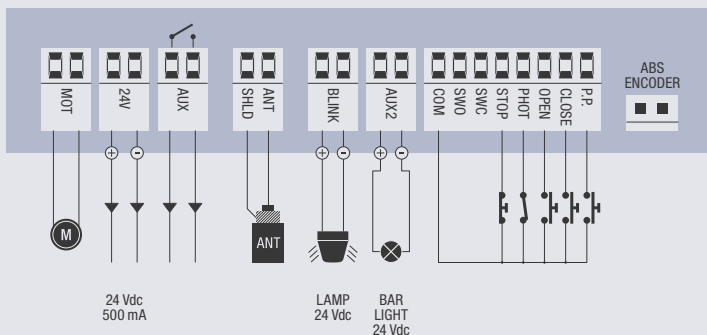 MOT
24V
AUX
SHLD
ANT
BLINK
AUX2
COM
SWO
SWC
STOP
PHOT
OPEN
CLOSE
P.P.
ABS
ENCODER
+
-
+
-
+
-
M
ANT
24 Vdc
500 mA
LAMP
24 Vdc
BAR
LIGHT
24 Vdc